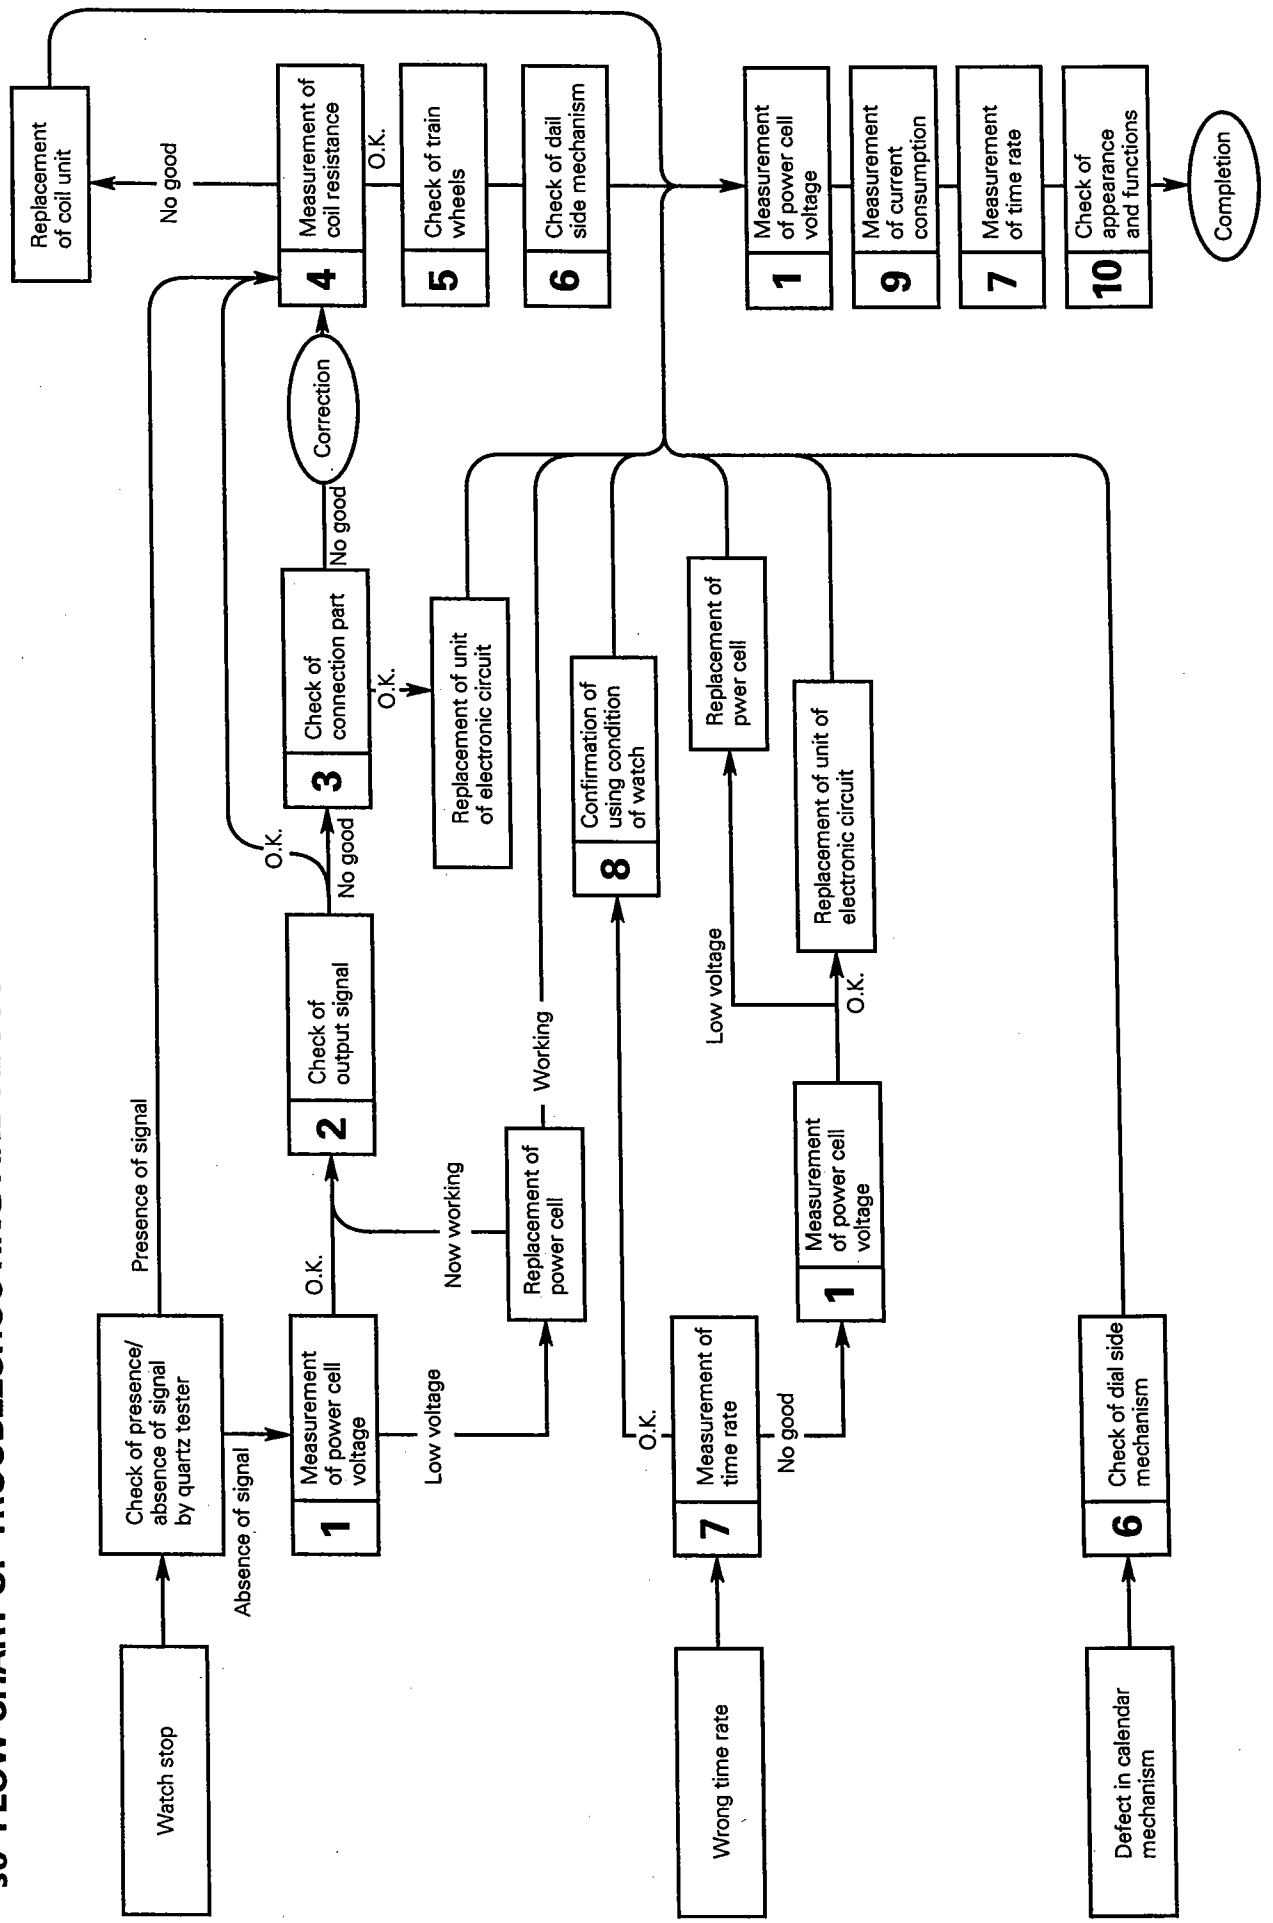 FLOW CHART OF TROUBLESHOOTING AND
Watch stop
Check of presence/
absence of signal
by quartz tester
Presence of signal
Absence of signal
1
Measurement
of power cell
voltage
O.K.
Low voltage
Replacement of
power cell
Now working
Working
2
Check of
output signal
O.K.
No good
3
Check of
connection part
No good
O.K.
Replacement of unit
of electronic circuit
Correction
4
Measurement of
coil resistance
No good
Replacement
of coil unit
O.K.
5
Check of train
wheels
6
Check of dail
side mechanism
Wrong time rate
7
Measurement of
time rate
O.K.
No good
8
Confirmation of
using condition
of watch
1
Measurement
of power cell
voltage
Low voltage
O.K.
Replacement of
pwer cell
Replacement of unit of
electronic circuit
Defect in calendar
mechanism
6
Check of dial side
mechanism
1
Measurement
of power cell
voltage
9
Measurement
of current
consumption
7
Measurement
of time rate
10
Check of
appearance
and functions
Completion